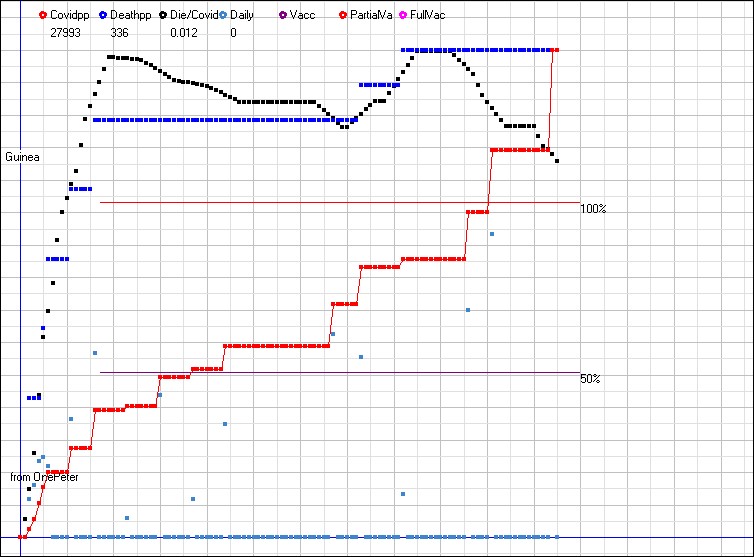 Covidpp Deathpp Die/Covid Daily Vacc PartialVa FullVac
27993 336 0.012 0
Guinea
100%
50%
from OnePeter